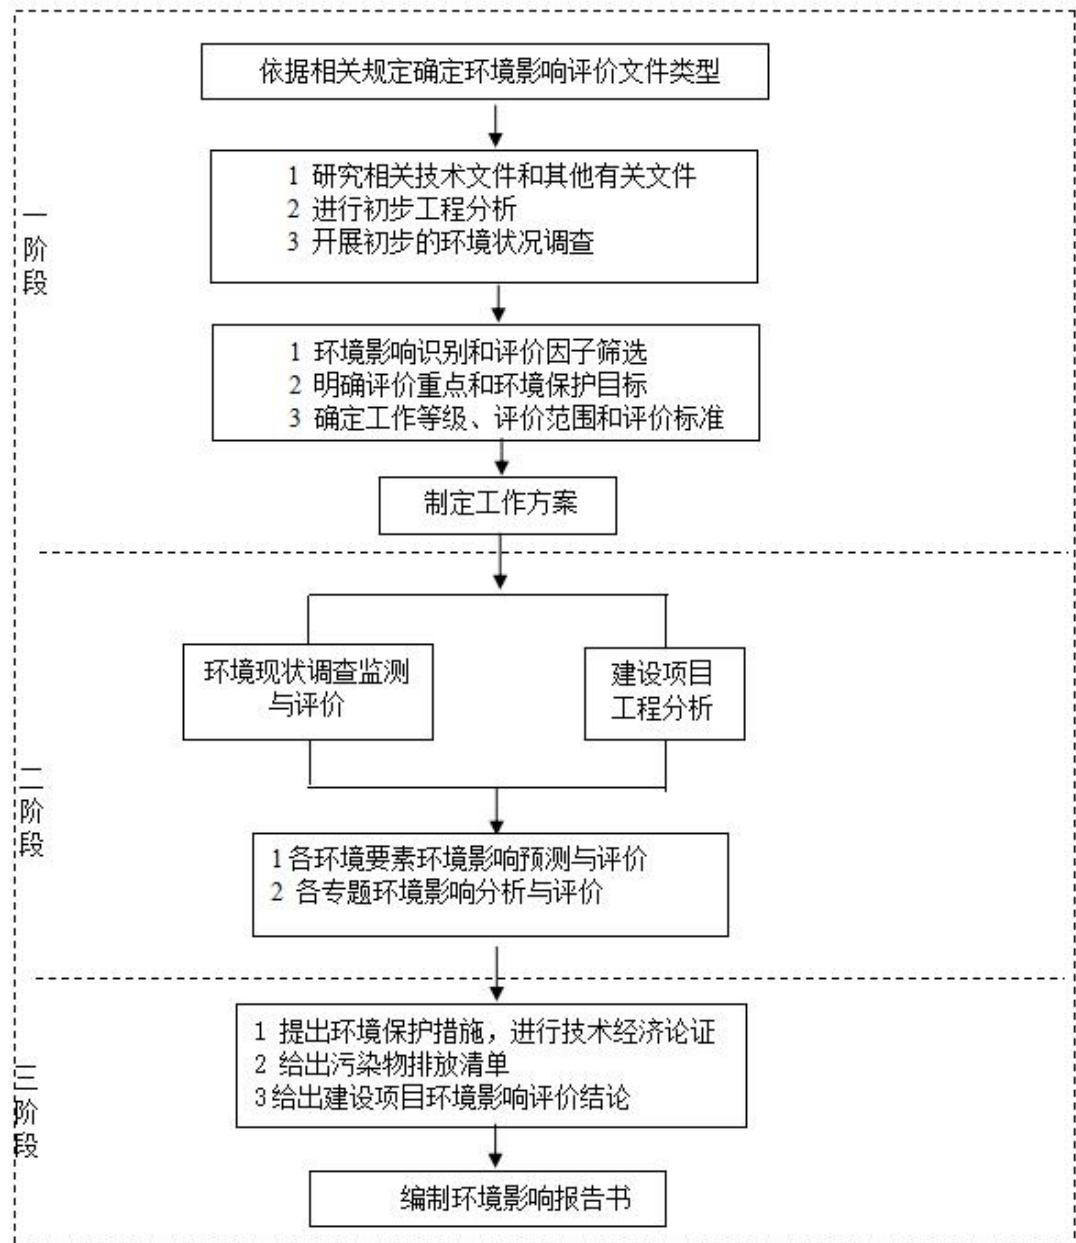 依据相关规定确定环境影响评价文件类型
1 研究相关技术文件和其他有关文件
2 进行初步工程分析
3 开展初步的环境状况调查
一阶段
1 环境影响识别和评价因子筛选
2 明确评价重点和环境保护目标
3 确定工作等级、评价范围和评价标准
制定工作方案
环境现状调查监测
与评价
建设项目
工程分析
二阶段
1各环境要素环境影响预测与评价
2 各专题环境影响分析与评价
1 提出环境保护措施，进行技术经济论证
2 给出污染物排放清单
3给出建设项目环境影响评价结论
三阶段
编制环境影响报告书